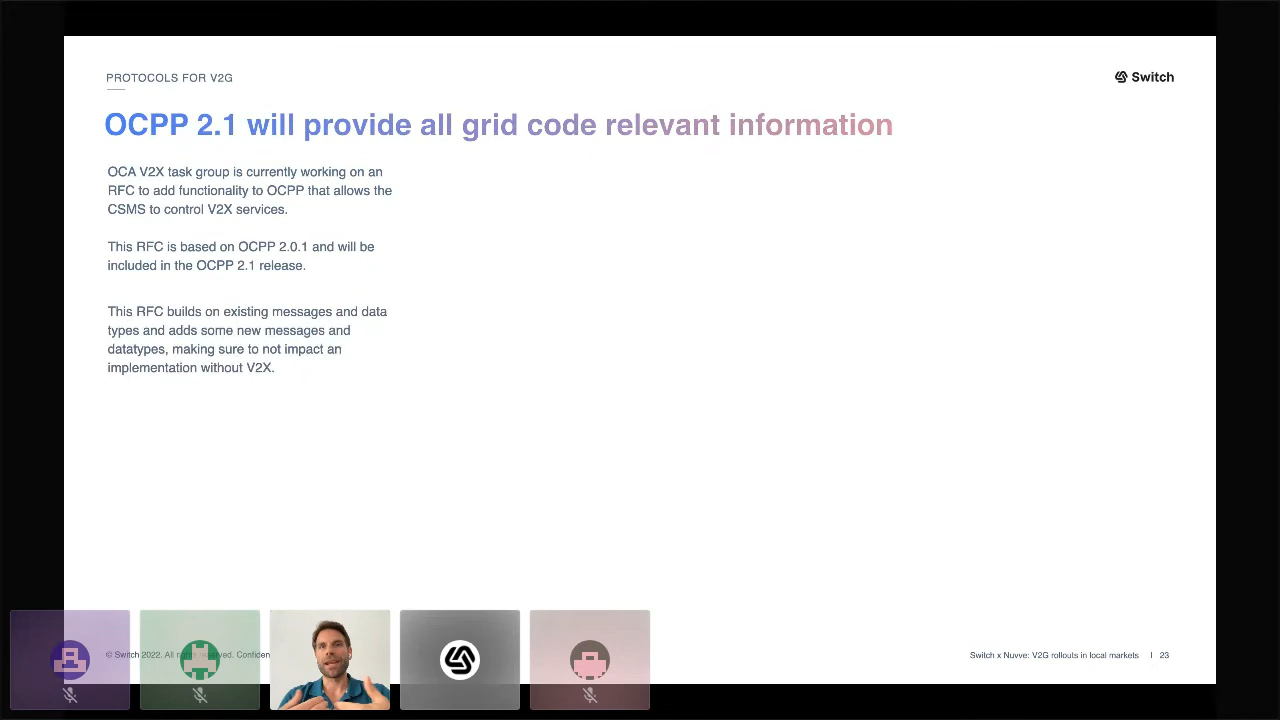 PROTOCOLS FOR V2G
Switch
OCPP 2.1 will provide all grid code relevant information
OCA V2X task group is currently working on an
RFC to add functionality to OCPP that allows the
CSMS to control V2X services.
This RFC is based on OCPP 2.0.1 and will be
included in the OCPP 2.1 release.
This RFC builds on existing messages and data
types and adds some new messages and
datatypes, making sure to not impact an
implementation without V2X.
© Switch 2022. All rights reserved. Confiden
Switch x Nuvve: V2G rollouts in local markets | 23